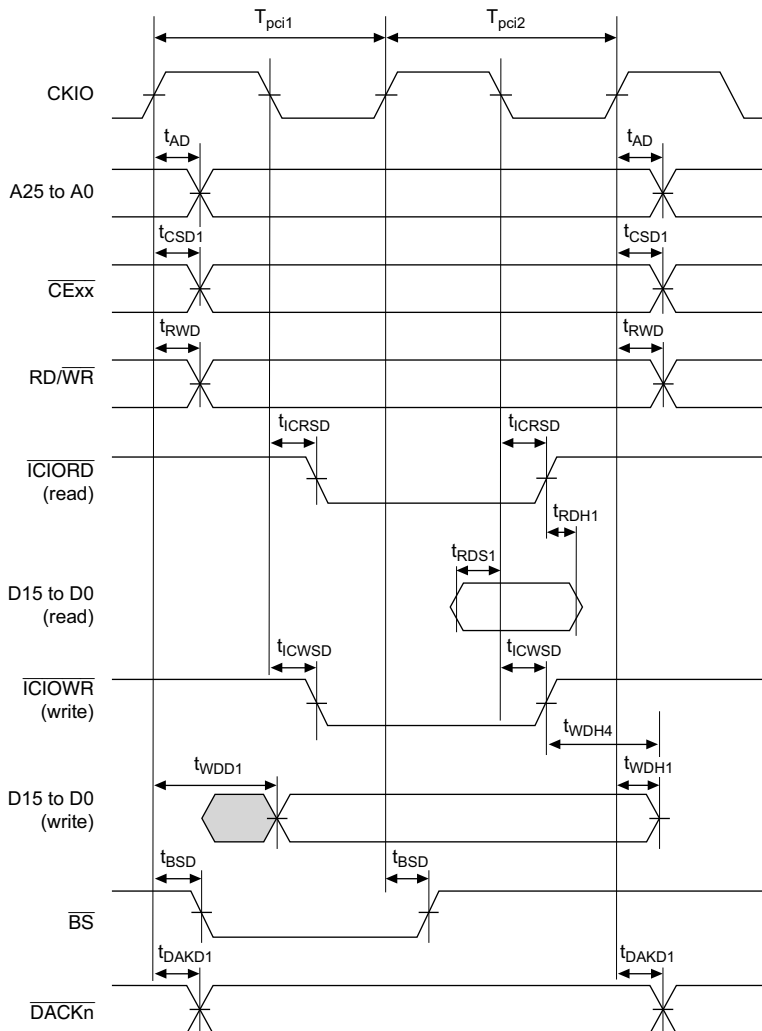 Tpci1 Tpci2
CKIO
tAD tAD
A25 to A0
tCSD1 tCSD1
CExx
tRWD tRWD
RD/WR
tICRSD tICRSD
ICIORD
(read)
tRDH1
tRDS1
D15 to D0
(read)
tICWSD tICWSD
ICIOWR
(write)
tWDH4
tWDD1 tWDH1
D15 to D0
(write)
tBSD tBSD
BS
tDAKD1 tDAKD1
DACKn